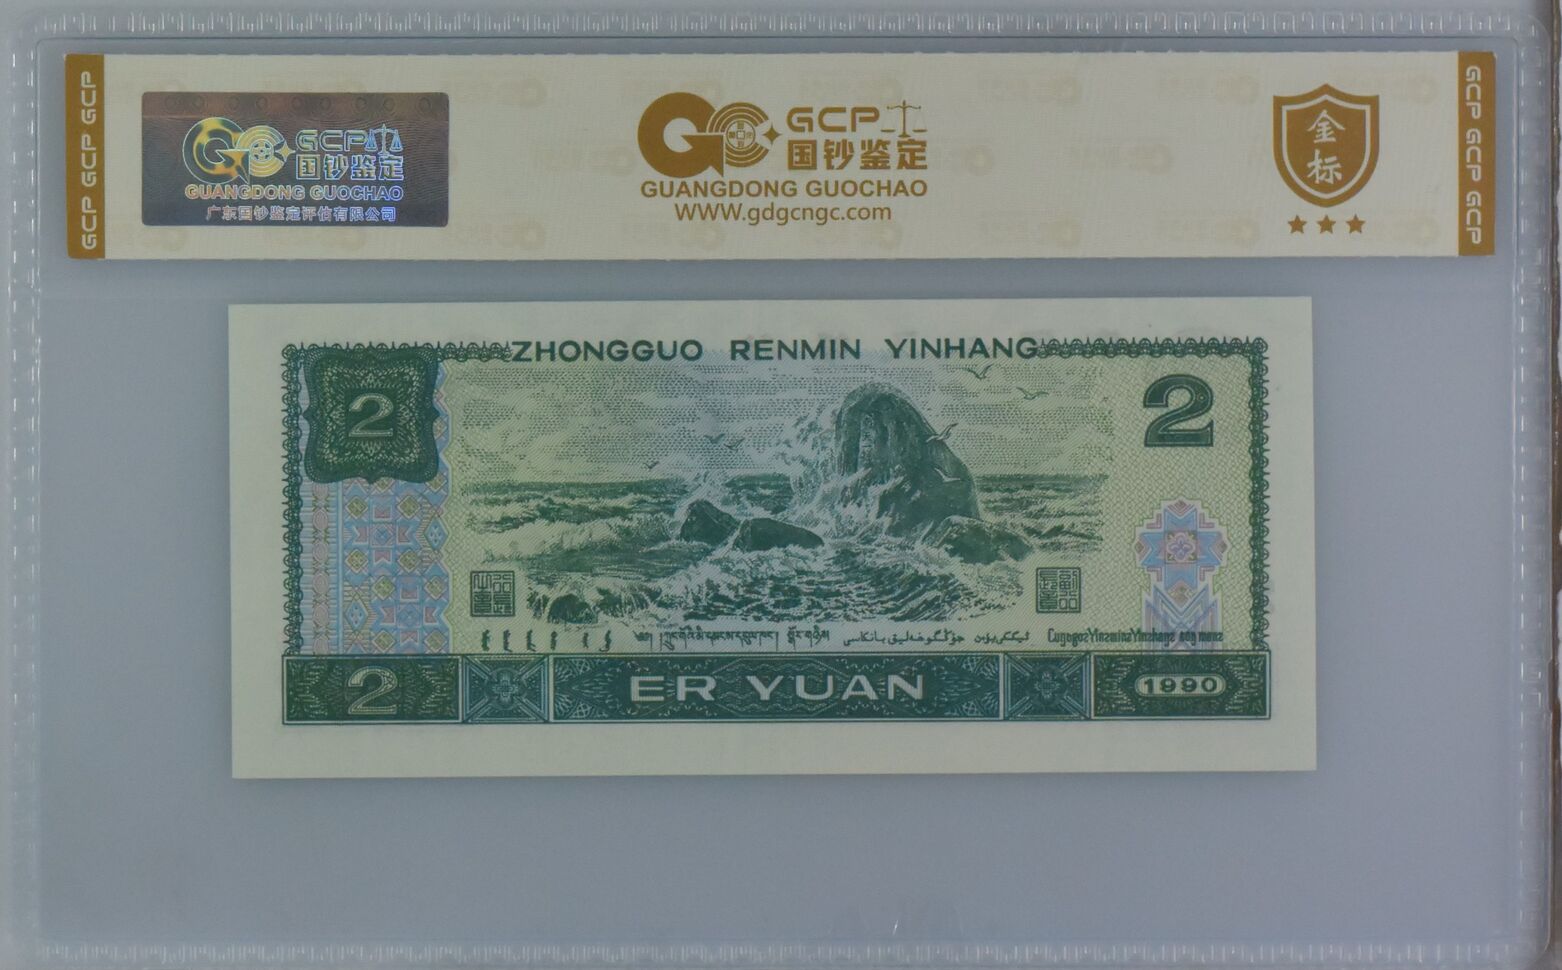 GCP GCP GCP
GCP 国钞鉴定
GUANGDONG GUOCHAO
广东国钞鉴定评估有限公司
GCP
国钞鉴定
GUANGDONG GUOCHAO
WWW.gdgcngc.com
金标
GCP GCP GCP
ZHONGGUO RENMIN YINHANG
2
2
2
ER YUAN
1990